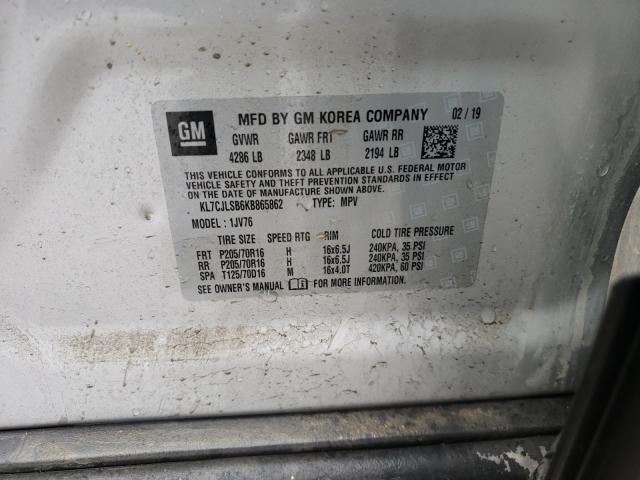 GM
MFD BY GM KOREA COMPANY 02 / 19
GVWR GAWR FRT GAWR RR
4286 LB 2348 LB 2194 LB
THIS VEHICLE CONFORMS TO ALL APPLICABLE U.S. FEDERAL MOTOR
VEHICLE SAFETY AND THEFT PREVENTION STANDARDS IN EFFECT
ON THE DATE OF MANUFACTURE SHOWN ABOVE.
KL7CJLSB6KB865862 TYPE: MPV
MODEL : 1JV76
TIRE SIZE SPEED RTG RIM COLD TIRE PRESSURE
FRT P205/70R16 H 16x6.5J 240KPA, 35 PSI
RR P205/70R16 H 16x6.5J 240KPA, 35 PSI
SPA T125/70D16 M 16x4.0T 420KPA, 60 PSI
SEE OWNER'S MANUAL FOR MORE INFORMATION.